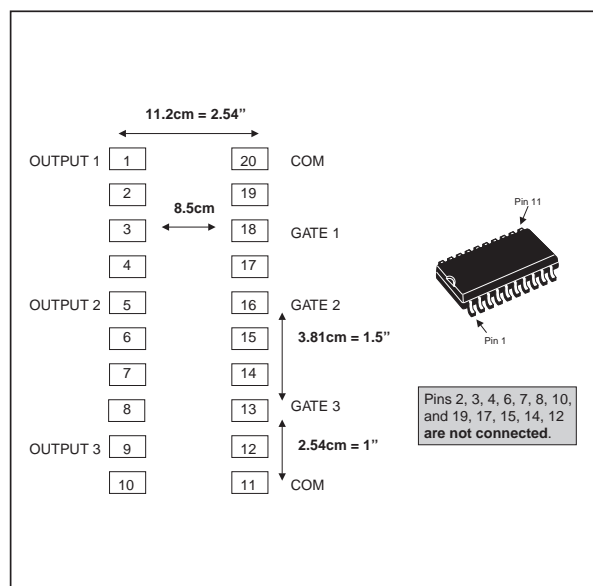 11.2cm = 2.54”
OUTPUT 1 1 20 COM
2 19
8.5cm
3 18 GATE 1
4 17
OUTPUT 2 5 16 GATE 2
6 15 3.81cm = 1.5”
7 14
8 13 GATE 3
OUTPUT 3 9 12 2.54cm = 1”
10 11 COM
Pin 11
Pin 1
Pins 2, 3, 4, 6, 7, 8, 10,
and 19, 17, 15, 14, 12
are not connected.